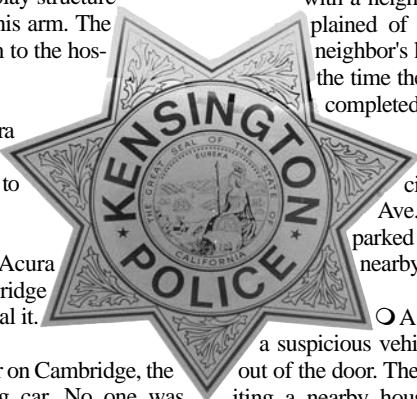 play structure
his arm. The
n to the hos-
ra
to
Acura
ridge
al it.
r on Cambridge, the
g car. No one was
KENSINGTON
THE GREAT SEAL OF THE STATE OF
EUREKA
CALIFORNIA
POLICE
with a neigh
plained of
neighbor's l
the time the
completed
ci
Ave.
parked
nearby
A
a suspicious vehi
out of the door. The
iting a nearby hous